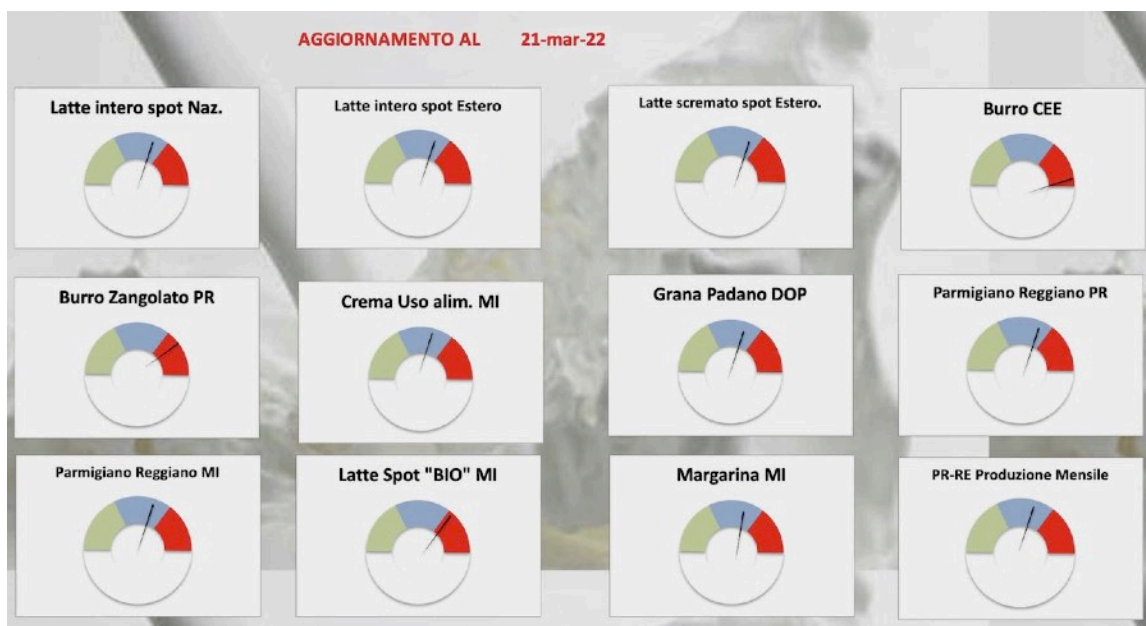 AGGIORNAMENTO AL 21-mar-22
Latte intero spot Naz.
Latte intero spot Estero
Latte scremato spot Estero.
Burro CEE
Burro Zangolato PR
Crema Uso alim. MI
Grana Padano DOP
Parmigiano Reggiano PR
Parmigiano Reggiano MI
Latte Spot "BIO" MI
Margarina MI
PR-RE Produzione Mensile